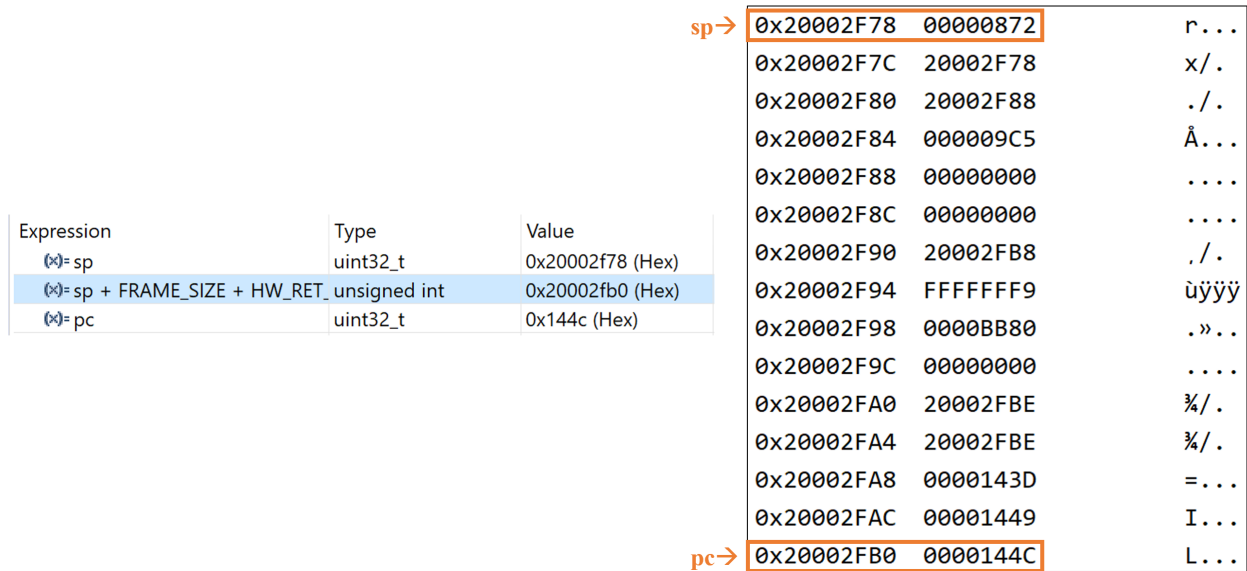 Expression Type Value
(x)= sp uint32_t 0x20002f78 (Hex)
(x)= sp + FRAME_SIZE + HW_RET_ unsigned int 0x20002fb0 (Hex)
(x)= pc uint32_t 0x144c (Hex)
sp→ 0x20002F78 00000872 r...
0x20002F7C 20002F78 x/.
0x20002F80 20002F88 ./.
0x20002F84 000009C5 Å...
0x20002F88 00000000 ....
0x20002F8C 00000000 ....
0x20002F90 20002FB8 ¸/.
0x20002F94 FFFFFFF9 ùÿÿÿ
0x20002F98 0000BB80 .»..
0x20002F9C 00000000 ....
0x20002FA0 20002FBE ¾/.
0x20002FA4 20002FBE ¾/.
0x20002FA8 0000143D =...
0x20002FAC 00001449 I...
pc→ 0x20002FB0 0000144C L...